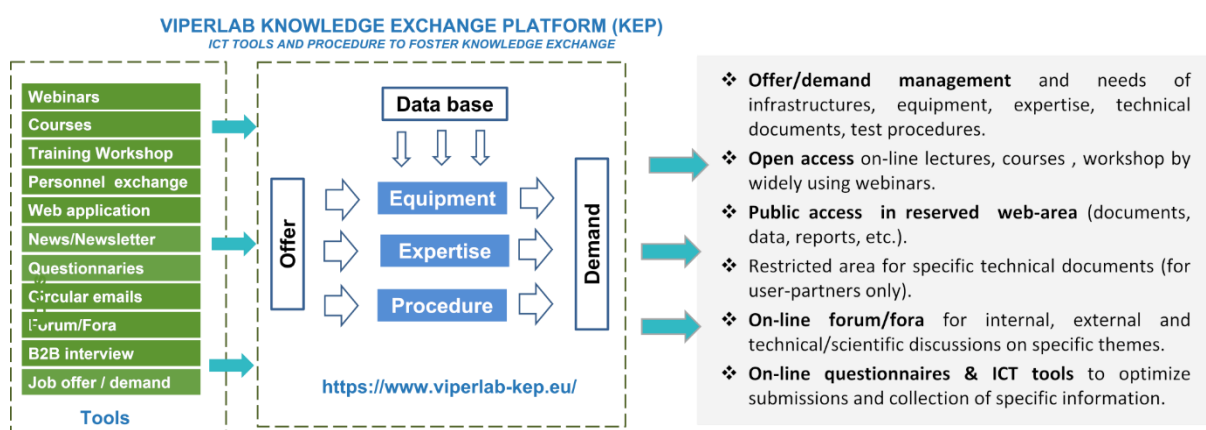 VIPERLAB KNOWLEDGE EXCHANGE PLATFORM (KEP)
ICT TOOLS AND PROCEDURE TO FOSTER KNOWLEDGE EXCHANGE
Webinars
Courses
Training Workshop
Personnel exchange
Web application
News/Newsletter
Questionnaries
Circular emails
Forum/Fora
B2B interview
Job offer / demand
Tools
Data base
Offer
Equipment
Expertise
Procedure
Demand
https://www.viperlab-kep.eu/
❖ Offer/demand management and needs of
infrastructures, equipment, expertise, technical
documents, test procedures.
❖ Open access on-line lectures, courses , workshop by
widely using webinars.
❖ Public access in reserved web-area (documents,
data, reports, etc.).
❖ Restricted area for specific technical documents (for
user-partners only).
❖ On-line forum/fora for internal, external and
technical/scientific discussions on specific themes.
❖ On-line questionnaires & ICT tools to optimize
submissions and collection of specific information.